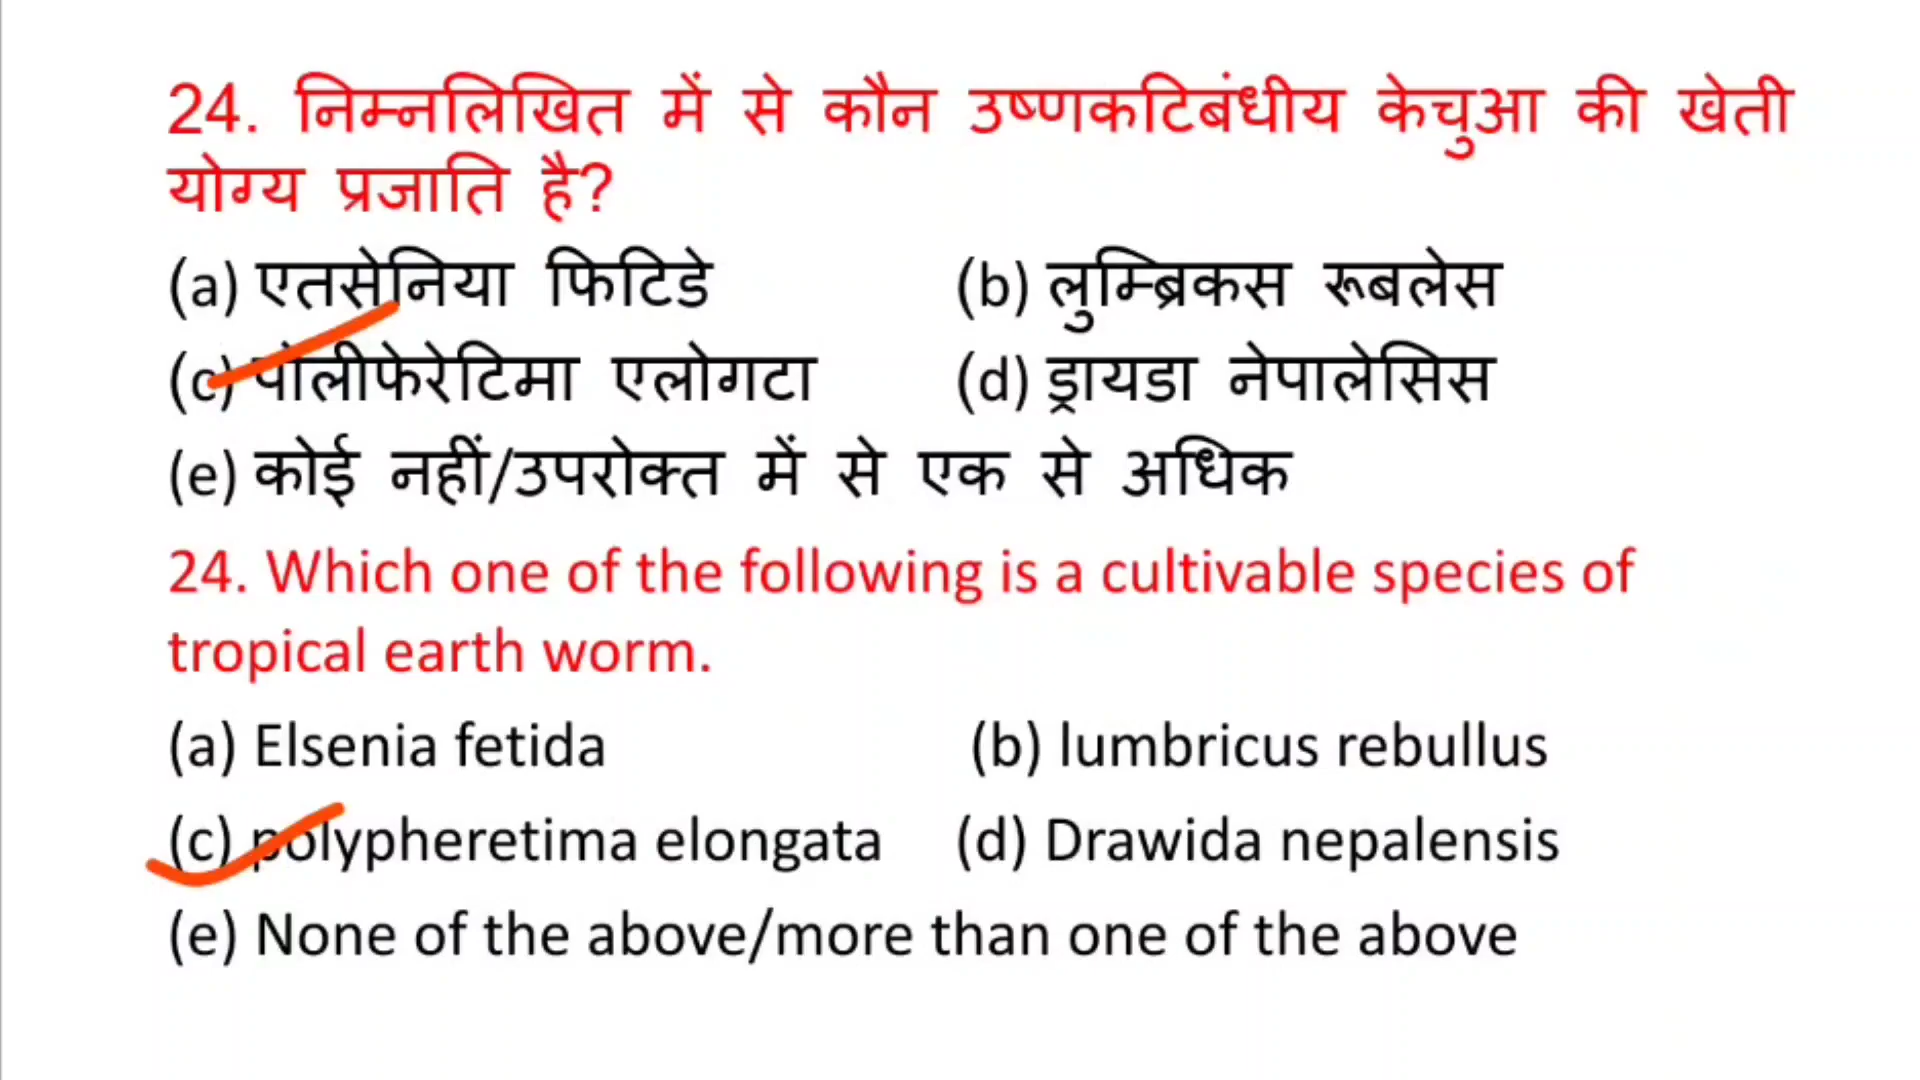 24. निम्नलिखित में से कौन उष्णकटिबंधीय केचुआ की खेती
योग्य प्रजाति है?
(a) एतसेनिया फिटिडे (b) लुम्ब्रिकस रूबलेस
(c) पोलीफेरेटिमा एलोगटा (d) ड्रायडा नेपालेसिस
(e) कोई नहीं/उपरोक्त में से एक से अधिक
24. Which one of the following is a cultivable species of
tropical earth worm.
(a) Elsenia fetida (b) lumbricus rebullus
(c) polypheretima elongata (d) Drawida nepalensis
(e) None of the above/more than one of the above